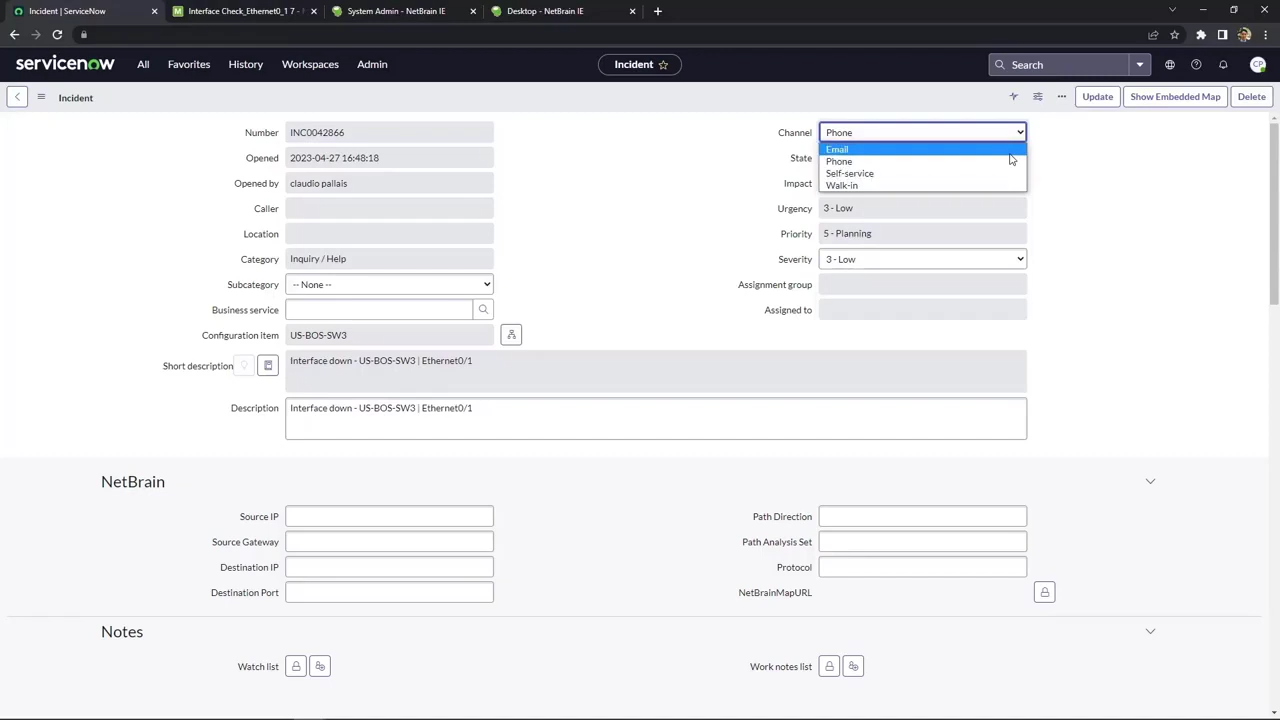 Incident | ServiceNow
Interface Check_Ethernet0_1 7 -
System Admin - NetBrain IE
Desktop - NetBrain IE
servicenow
All
Favorites
History
Workspaces
Admin
Incident
Search
CP
Incident
Update
Show Embedded Map
Delete
Number INC0042866
Channel Phone
Email
Phone
Self-service
Walk-in
Opened 2023-04-27 16:48:18
State
Opened by claudio pallais
Impact
Caller
Urgency 3 - Low
Location
Priority 5 - Planning
Category Inquiry / Help
Severity 3 - Low
Subcategory -- None --
Assignment group
Business service
Assigned to
Configuration item US-BOS-SW3
Short description Interface down - US-BOS-SW3 | Ethernet0/1
Description Interface down - US-BOS-SW3 | Ethernet0/1
NetBrain
Source IP
Path Direction
Source Gateway
Path Analysis Set
Destination IP
Protocol
Destination Port
NetBrainMapURL
Notes
Watch list
Work notes list